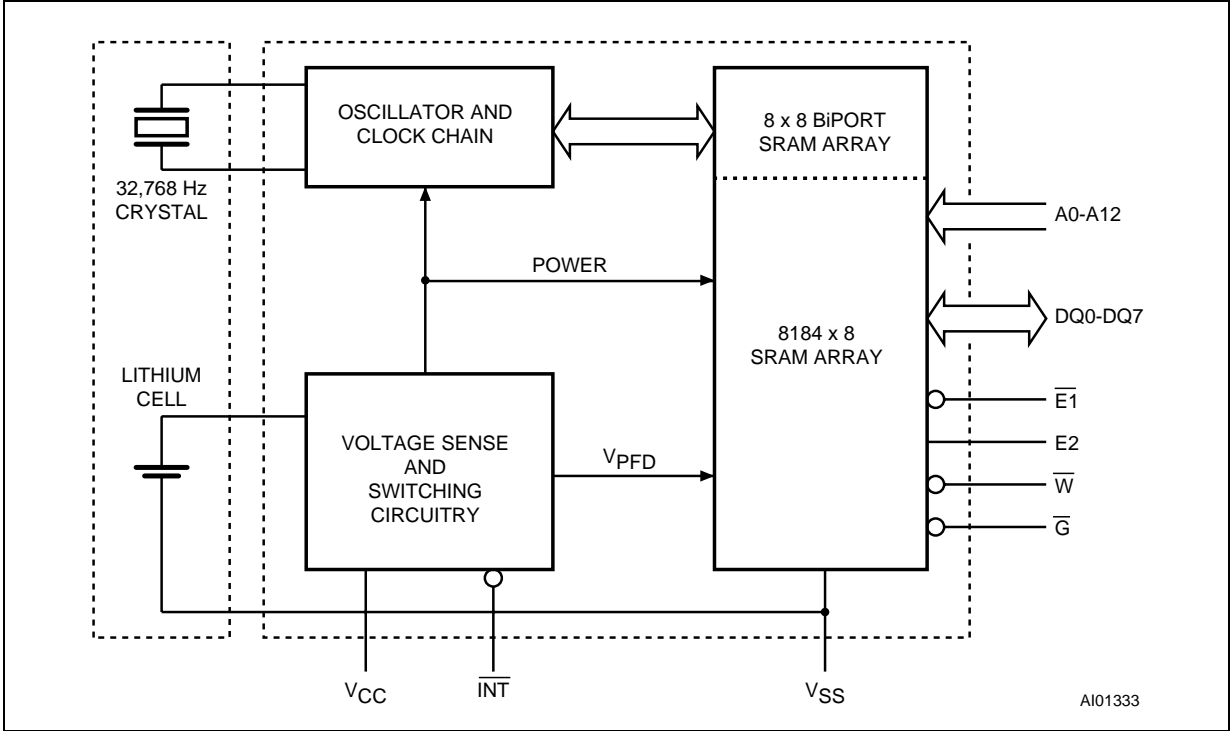 OSCILLATOR AND
CLOCK CHAIN
8 x 8 BiPORT
SRAM ARRAY
32,768 Hz
CRYSTAL
A0-A12
POWER
DQ0-DQ7
8184 x 8
SRAM ARRAY
LITHIUM
CELL
E1
VOLTAGE SENSE
AND
SWITCHING
CIRCUITRY
VPFD
E2
W
G
VCC
INT
VSS
AI01333